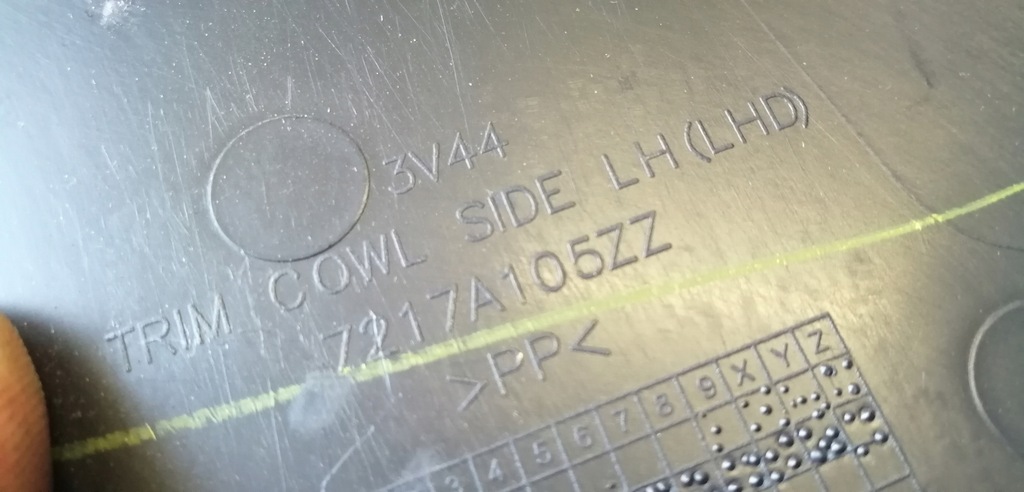 3V44
TRIM COWL SIDE LH (LHD)
7217A105ZZ
>PP<
3 4 5 6 7 8 9 X Y Z